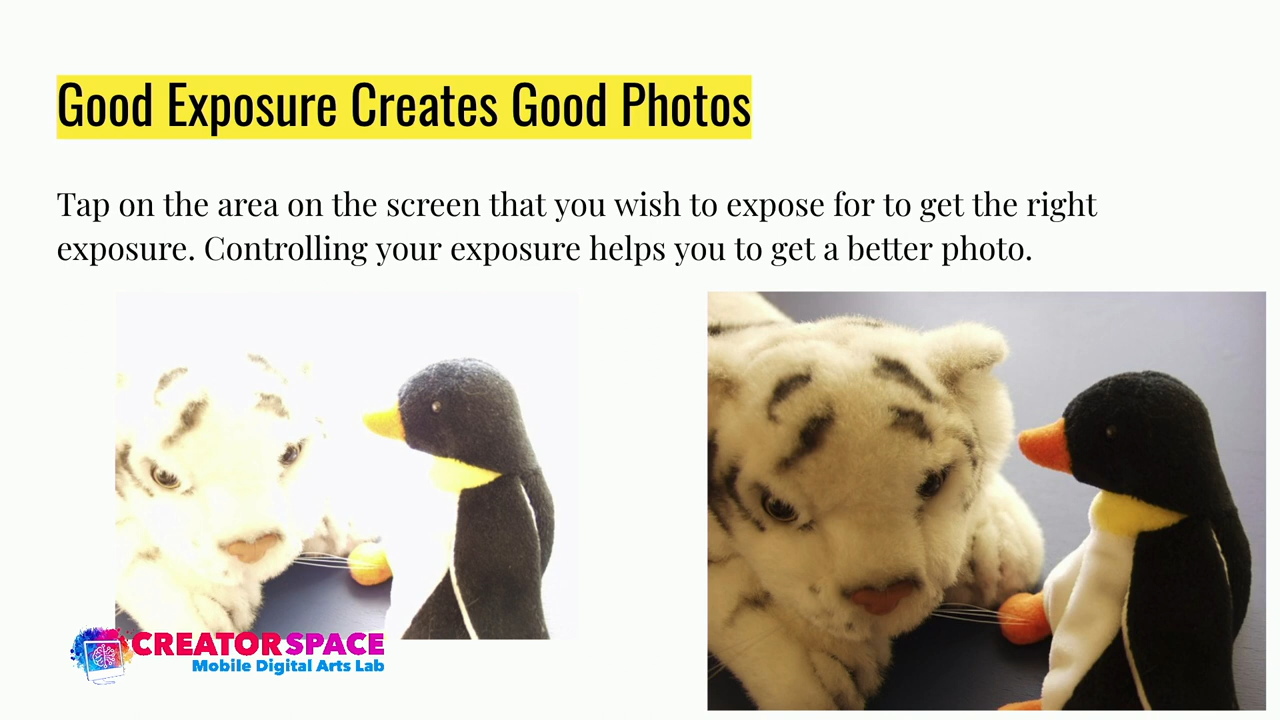 Good Exposure Creates Good Photos
Tap on the area on the screen that you wish to expose for to get the right
exposure. Controlling your exposure helps you to get a better photo.
CREATORSPACE
Mobile Digital Arts Lab